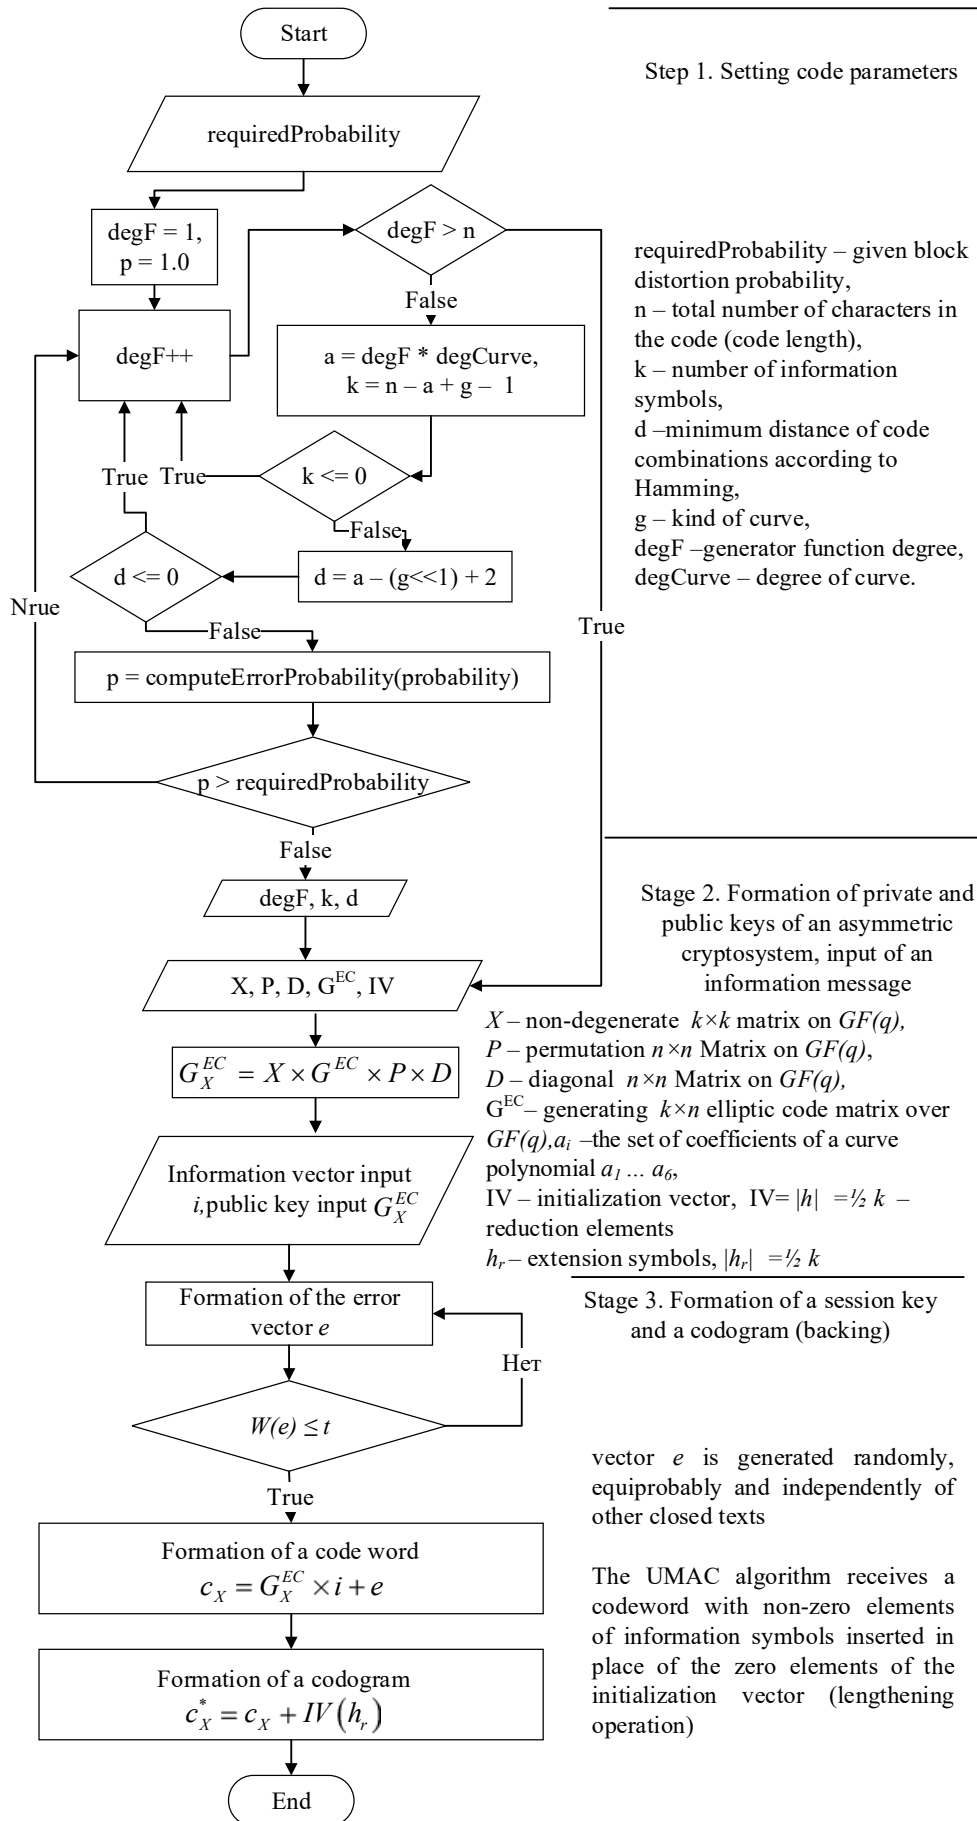 Start
Step 1. Setting code parameters
requiredProbability
degF = 1,
p = 1.0
degF > n
False
degF++
a = degF * degCurve,
k = n – a + g – 1
requiredProbability – given block
distortion probability,
n – total number of characters in
the code (code length),
k – number of information
symbols,
d –minimum distance of code
combinations according to
Hamming,
g – kind of curve,
degF –generator function degree,
degCurve – degree of curve.
True
True
k <= 0
False
d <= 0
d = a – (g<<1) + 2
Nrue
True
False
p = computeErrorProbability(probability)
p > requiredProbability
False
degF, k, d
Stage 2. Formation of private and
public keys of an asymmetric
cryptosystem, input of an
information message
X, P, D, G^EC, IV
X – non-degenerate k×k matrix on GF(q),
P – permutation n×n Matrix on GF(q),
D – diagonal n×n Matrix on GF(q),
G^EC– generating k×n elliptic code matrix over
GF(q),a_i –the set of coefficients of a curve
polynomial a_1 ... a_6,
IV – initialization vector, IV= |h| =½ k –
reduction elements
h_r – extension symbols, |h_r| =½ k
G_X^EC = X × G^EC × P × D
Information vector input
i,public key input G_X^EC
Stage 3. Formation of a session key
and a codogram (backing)
Formation of the error
vector e
Нет
W(e) ≤ t
True
vector e is generated randomly,
equiprobably and independently of
other closed texts
Formation of a code word
c_X = G_X^EC × i + e
The UMAC algorithm receives a
codeword with non-zero elements
of information symbols inserted in
place of the zero elements of the
initialization vector (lengthening
operation)
Formation of a codogram
c_X^* = c_X + IV(h_r)
End